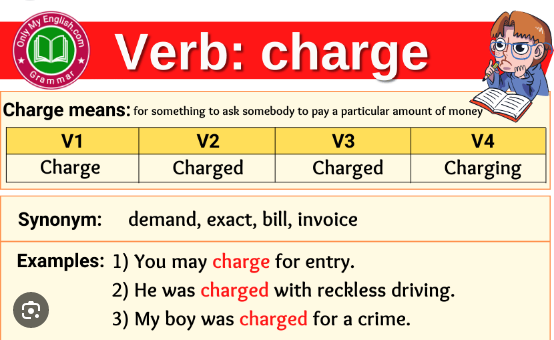 Only My English.com
Grammar
Verb: charge
Charge means: for something to ask somebody to pay a particular amount of money
V1 V2 V3 V4
Charge Charged Charged Charging
Synonym: demand, exact, bill, invoice
Examples: 1) You may charge for entry.
2) He was charged with reckless driving.
3) My boy was charged for a crime.